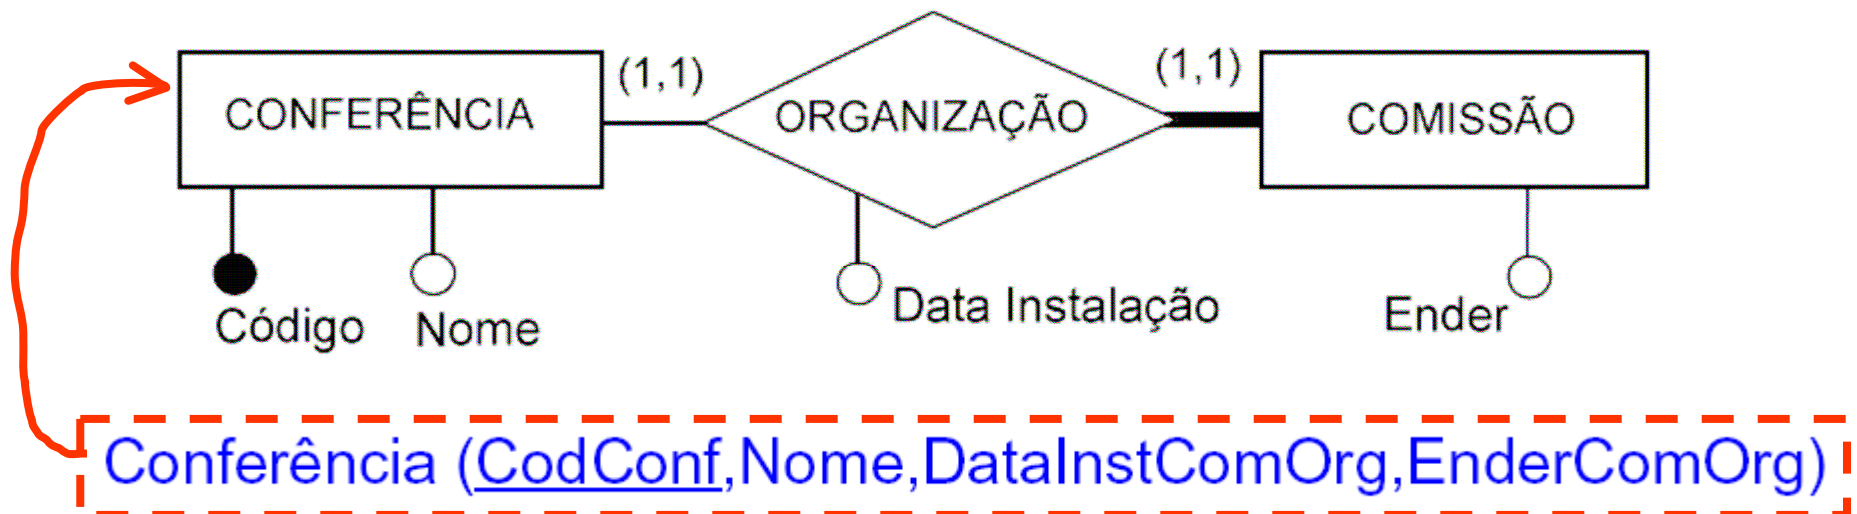 (1,1)
(1,1)
CONFERÊNCIA
ORGANIZAÇÃO
COMISSÃO
Código
Nome
Data Instalação
Ender
Conferência (CodConf,Nome,DataInstComOrg,EnderComOrg)